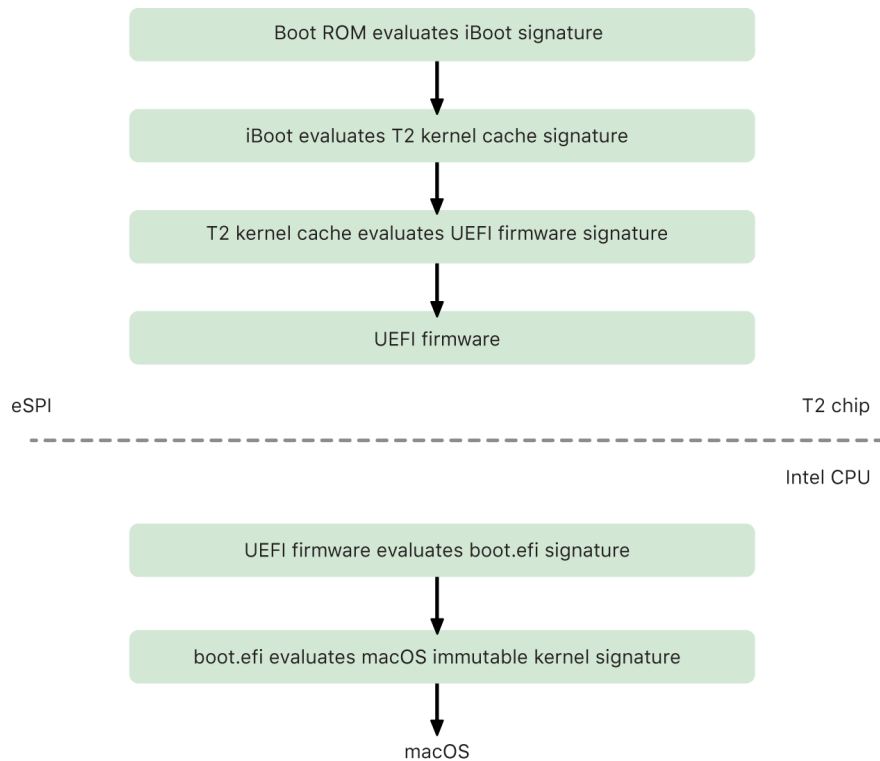 Boot ROM evaluates iBoot signature
iBoot evaluates T2 kernel cache signature
T2 kernel cache evaluates UEFI firmware signature
UEFI firmware
eSPI
T2 chip
Intel CPU
UEFI firmware evaluates boot.efi signature
boot.efi evaluates macOS immutable kernel signature
macOS